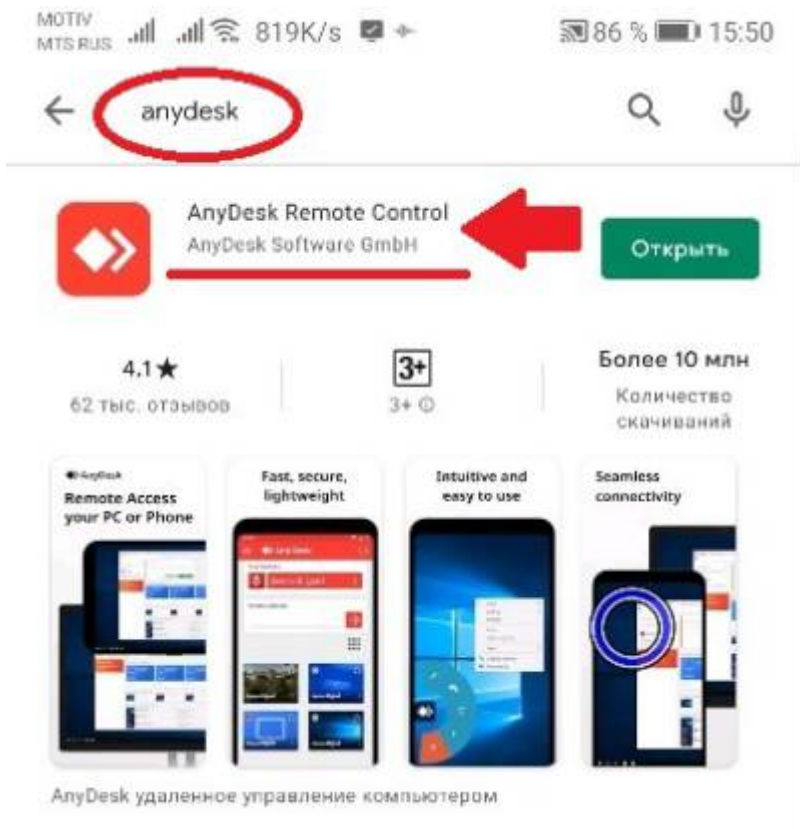 MOTIV
MTS RUS
819K/s
86 %
15:50
anydesk
AnyDesk Remote Control
AnyDesk Software GmbH
Открыть
4,1★
62 тыс. отзывов
3+
3+
Более 10 млн
Количество
скачиваний
AnyDesk
Remote Access
your PC or Phone
Fast, secure,
lightweight
Intuitive and
easy to use
Seamless
connectivity
AnyDesk удаленное управление компьютером